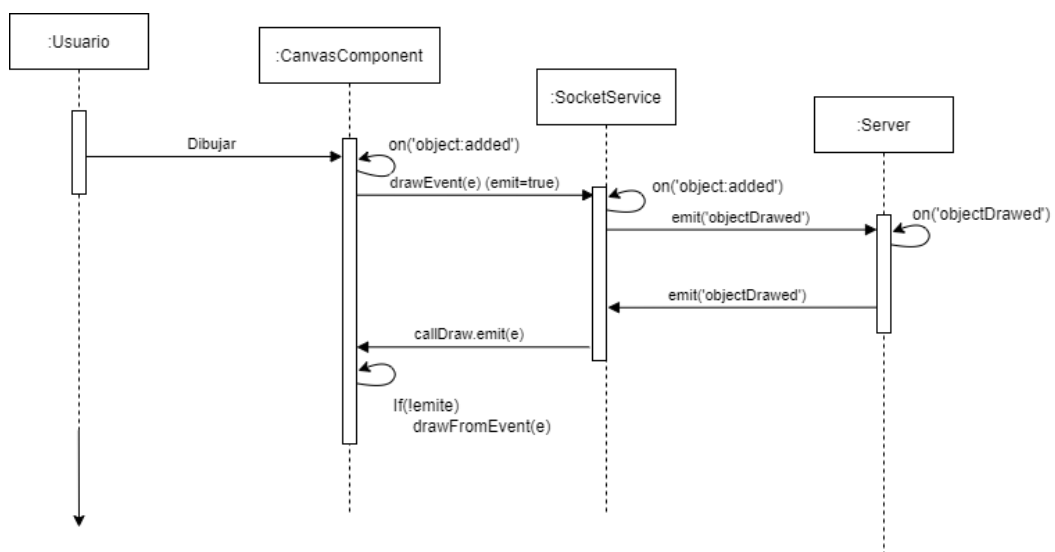 :Usuario
:CanvasComponent
:SocketService
:Server
Dibujar
on('object:added')
drawEvent(e) (emit=true)
on('object:added')
emit('objectDrawed')
on('objectDrawed')
emit('objectDrawed')
callDraw.emit(e)
If(!emite)
drawFromEvent(e)